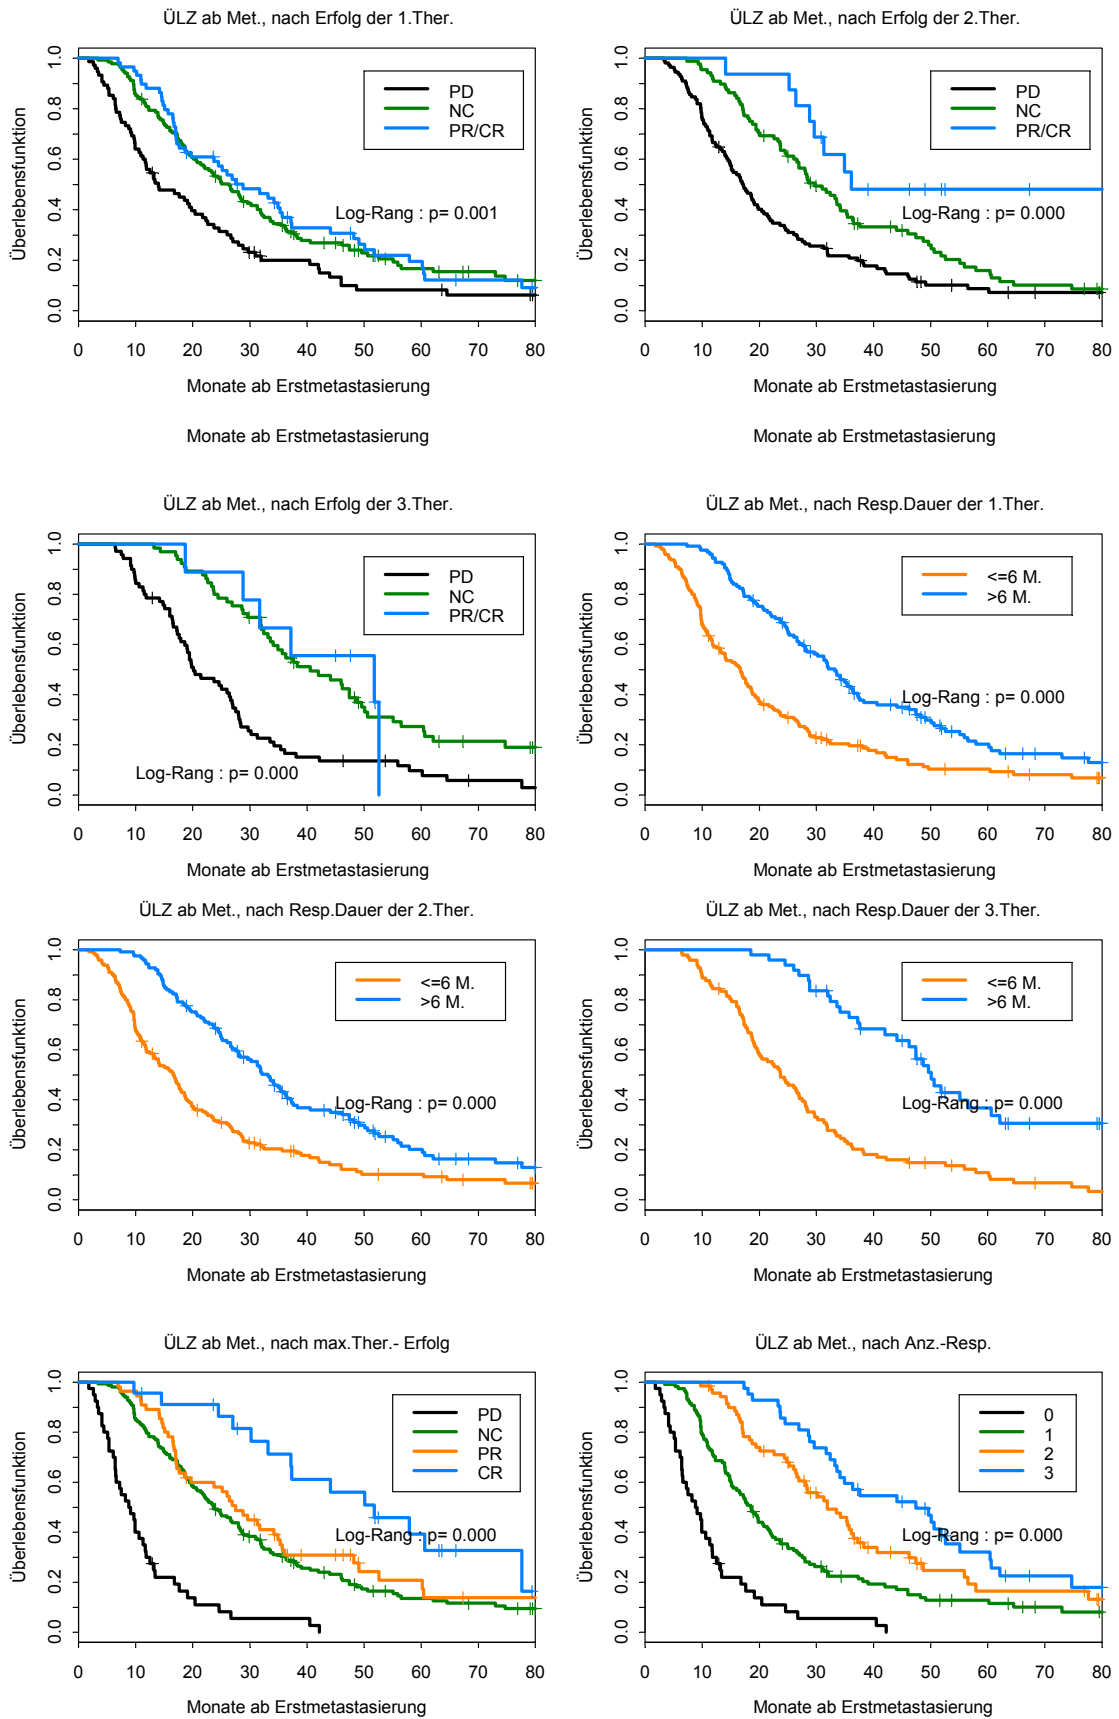 ÜLZ ab Met., nach Erfolg der 1.Ther.
Überlebensfunktion
0.0 0.2 0.4 0.6 0.8 1.0
PD
NC
PR/CR
Log-Rang : p= 0.001
0 10 20 30 40 50 60 70 80
Monate ab Erstmetastasierung
Monate ab Erstmetastasierung
ÜLZ ab Met., nach Erfolg der 2.Ther.
Überlebensfunktion
0.0 0.2 0.4 0.6 0.8 1.0
PD
NC
PR/CR
Log-Rang : p= 0.000
0 10 20 30 40 50 60 70 80
Monate ab Erstmetastasierung
Monate ab Erstmetastasierung
ÜLZ ab Met., nach Erfolg der 3.Ther.
Überlebensfunktion
0.0 0.2 0.4 0.6 0.8 1.0
PD
NC
PR/CR
Log-Rang : p= 0.000
0 10 20 30 40 50 60 70 80
Monate ab Erstmetastasierung
ÜLZ ab Met., nach Resp.Dauer der 1.Ther.
Überlebensfunktion
0.0 0.2 0.4 0.6 0.8 1.0
<=6 M.
>6 M.
Log-Rang : p= 0.000
0 10 20 30 40 50 60 70 80
Monate ab Erstmetastasierung
ÜLZ ab Met., nach Resp.Dauer der 2.Ther.
Überlebensfunktion
0.0 0.2 0.4 0.6 0.8 1.0
<=6 M.
>6 M.
Log-Rang : p= 0.000
0 10 20 30 40 50 60 70 80
Monate ab Erstmetastasierung
ÜLZ ab Met., nach Resp.Dauer der 3.Ther.
Überlebensfunktion
0.0 0.2 0.4 0.6 0.8 1.0
<=6 M.
>6 M.
Log-Rang : p= 0.000
0 10 20 30 40 50 60 70 80
Monate ab Erstmetastasierung
ÜLZ ab Met., nach max.Ther.- Erfolg
Überlebensfunktion
0.0 0.2 0.4 0.6 0.8 1.0
PD
NC
PR
CR
Log-Rang : p= 0.000
0 10 20 30 40 50 60 70 80
Monate ab Erstmetastasierung
ÜLZ ab Met., nach Anz.-Resp.
Überlebensfunktion
0.0 0.2 0.4 0.6 0.8 1.0
0
1
2
3
Log-Rang : p= 0.000
0 10 20 30 40 50 60 70 80
Monate ab Erstmetastasierung